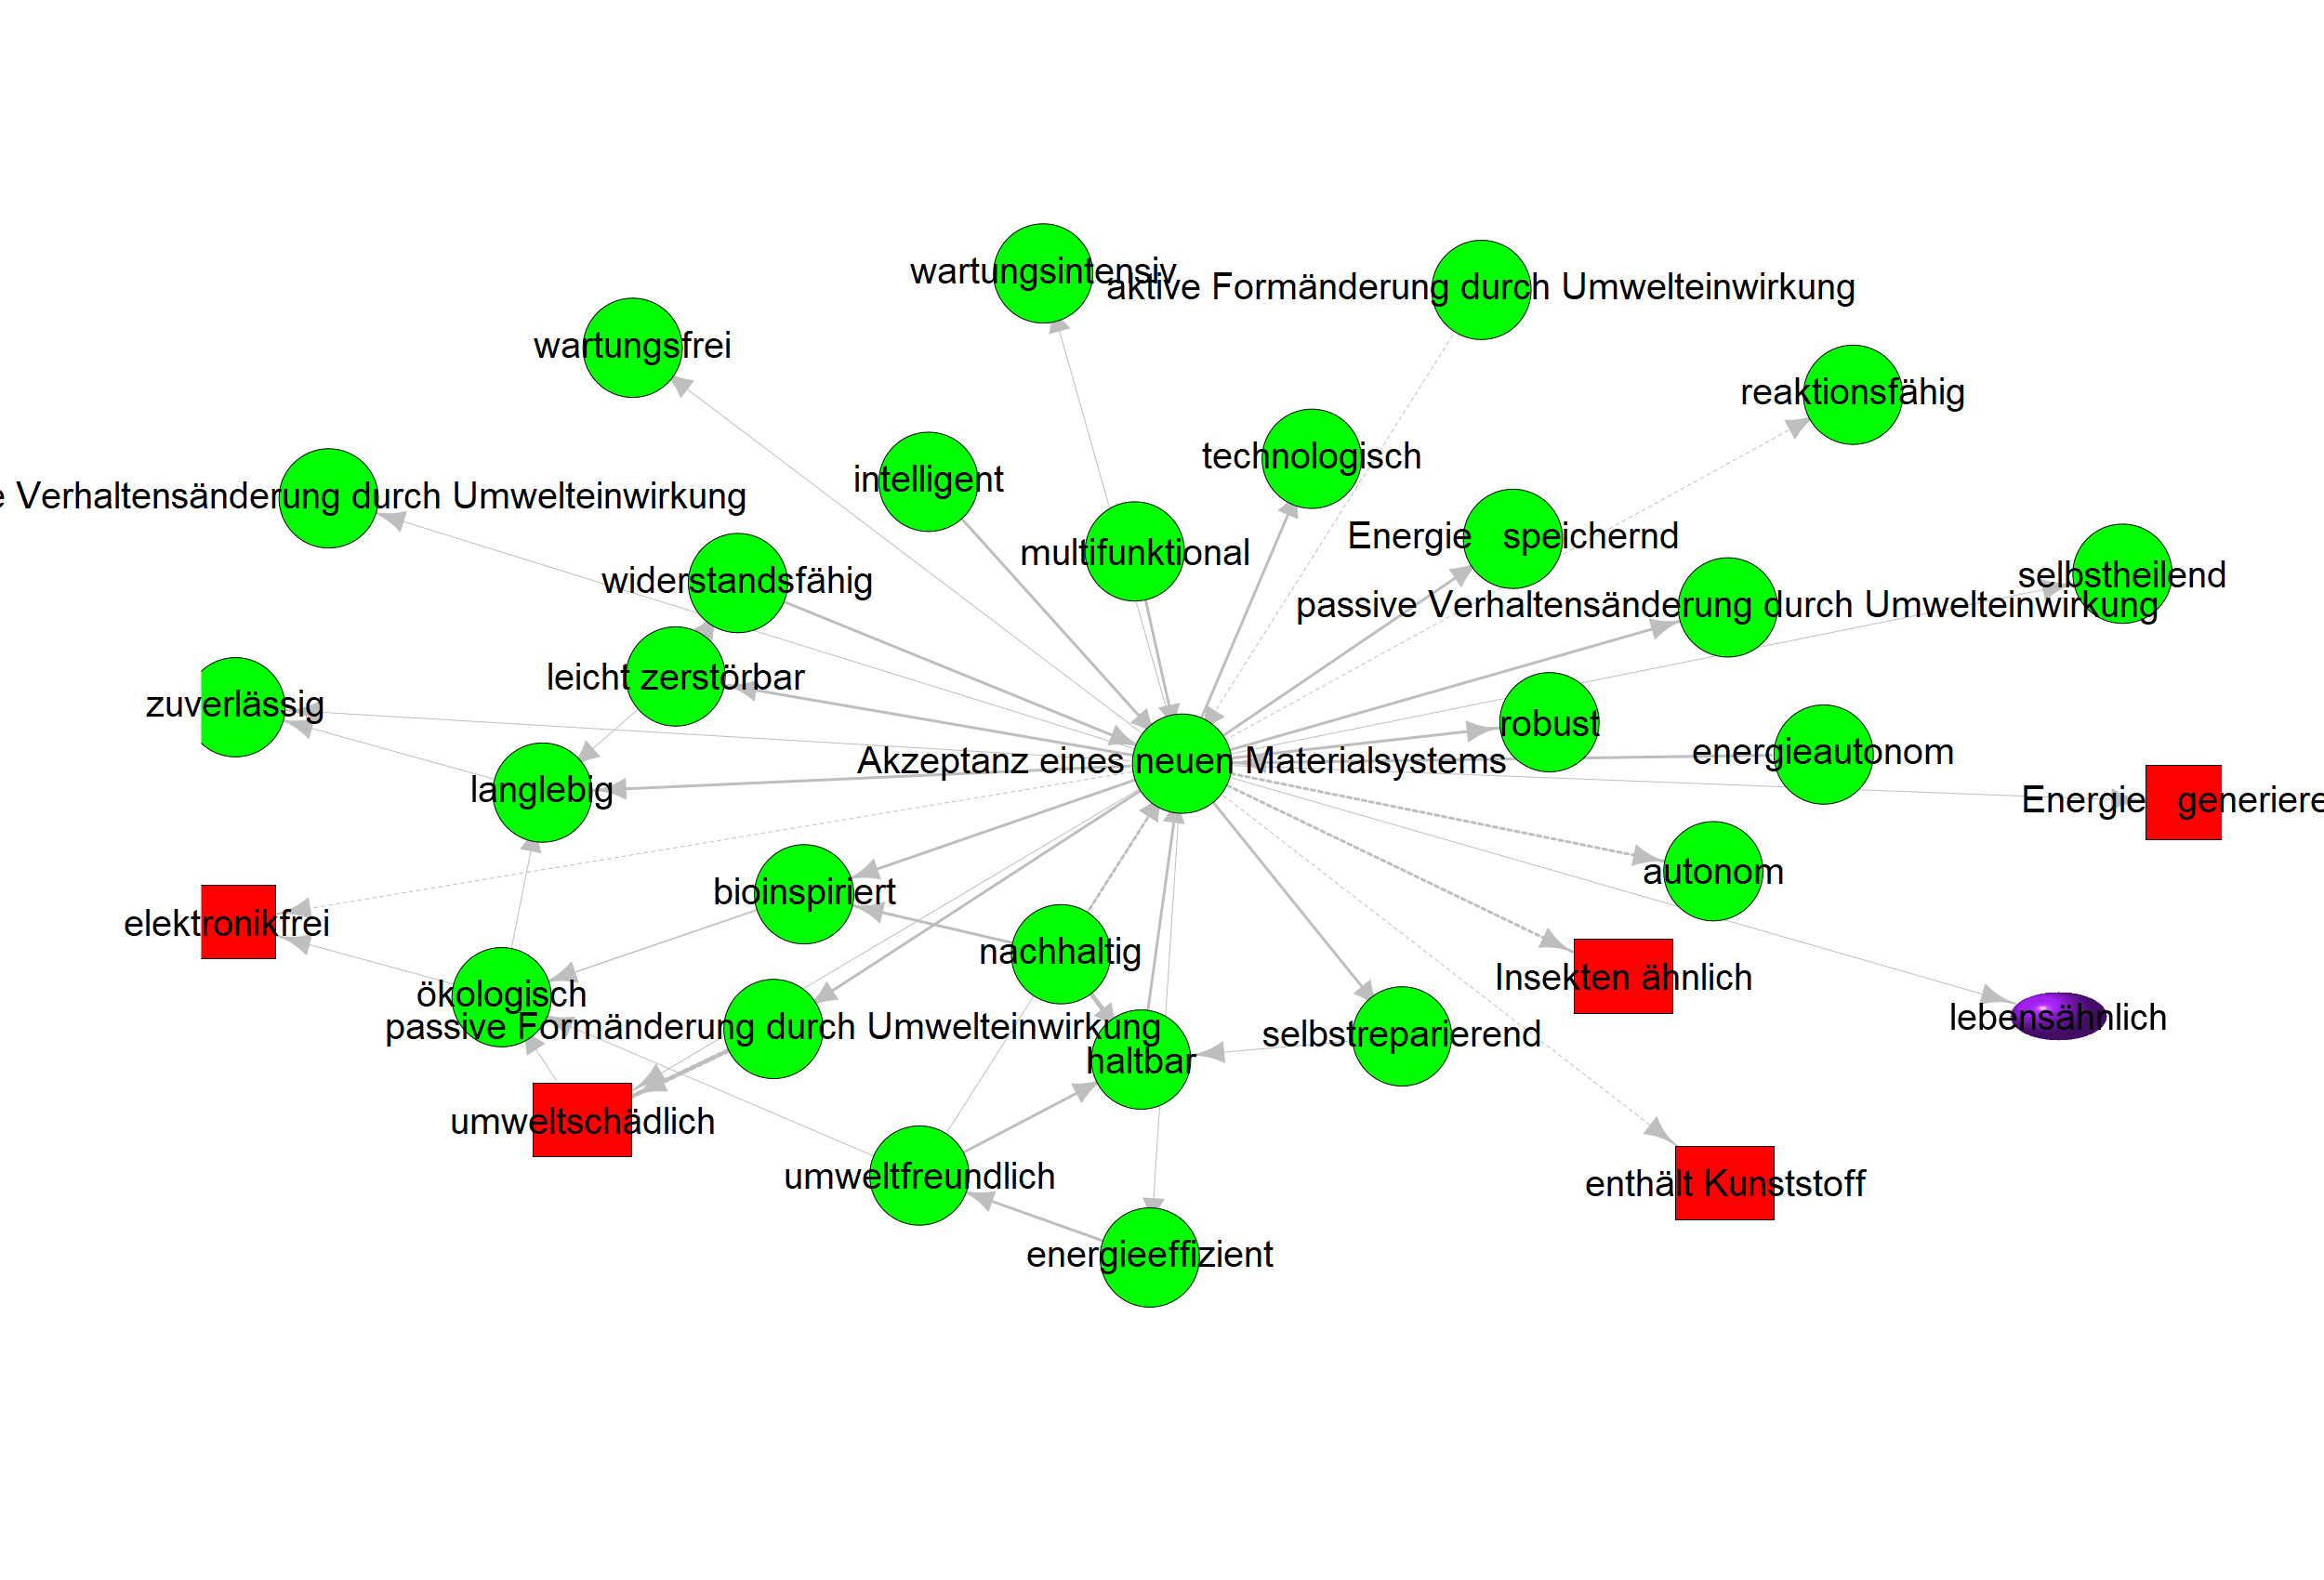 wartungsintensiv
aktive Formänderung durch Umwelteinwirkung
wartungsfrei
reaktionsfähig
technologisch
intelligent
Verhaltensänderung durch Umwelteinwirkung
Energie speichernd
multifunktional
selbstheilend
widerstandsfähig
passive Verhaltensänderung durch Umwelteinwirkung
leicht zerstörbar
zuverlässig
robust
energieautonom
Akzeptanz eines neuen Materialsystems
langlebig
Energie generiere
autonom
bioinspiriert
elektronikfrei
nachhaltig
Insekten ähnlich
ökologisch
lebensähnlich
passive Formänderung durch Umwelteinwirkung
selbstreparierend
haltbar
umweltschädlich
umweltfreundlich
enthält Kunststoff
energieeffizient